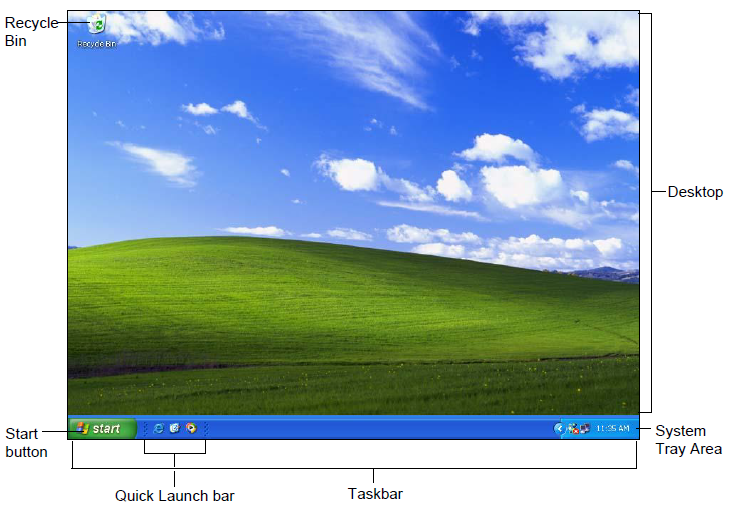 Recycle
Bin
Recycle Bin
Desktop
start
11:35 AM
Start
button
System
Tray Area
Quick Launch bar
Taskbar